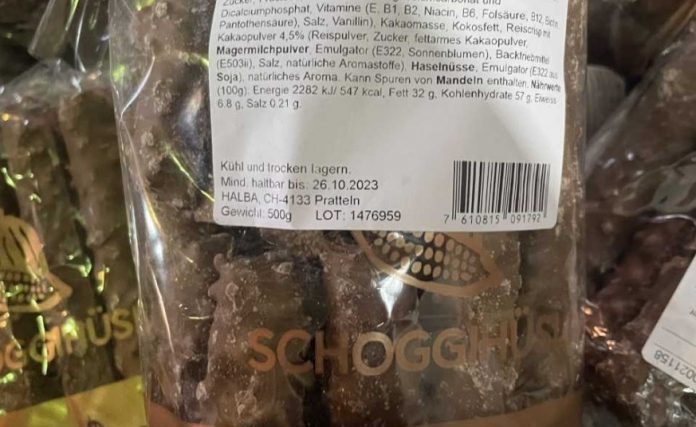 Zucker,
Dicalciumphosphat, Vitamine (E, B1, B2, Niacin, B6, Folsäure, B12, Biotin,
Pantothensäure), Salz, Vanillin), Kakaomasse, Kokosfett, Reiscrisp mit
Kakaopulver 4,5% (Reispulver, Zucker, fettarmes Kakaopulver,
Magermilchpulver, Emulgator (E322, Sonnenblumen), Backtriebmittel
(E503ii), Salz, natürliche Aromastoffe), Haselnüsse, Emulgator (E322 aus
Soja), natürliches Aroma. Kann Spuren von Mandeln enthalten. Nährwerte
(100g): Energie 2282 kJ/ 547 kcal, Fett 32 g, Kohlenhydrate 57 g, Eiweiss
6.8 g, Salz 0.21 g.
Kühl und trocken lagern.
Mind. haltbar bis: 26.10.2023
HALBA, CH-4133 Pratteln
Gewicht: 500g LOT: 1476959
7 610815 091792
SCHOGGIHÜSLI
OGGIHÜSL
0021158